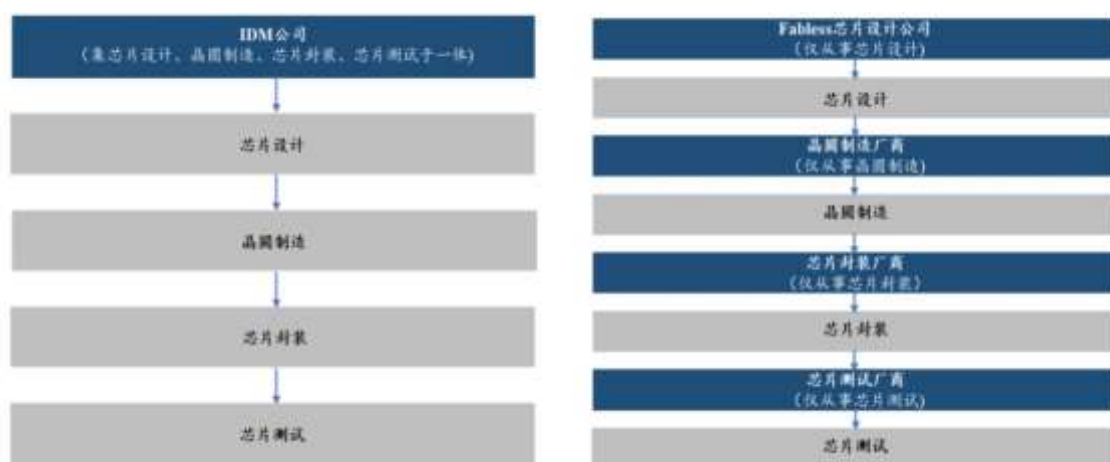 IDM公司
(集芯片设计、晶圆制造、芯片封装、芯片测试于一体)
芯片设计
晶圆制造
芯片封装
芯片测试
Fabless芯片设计公司
(仅从事芯片设计)
芯片设计
晶圆制造厂商
(仅从事晶圆制造)
晶圆制造
芯片封装厂商
(仅从事芯片封装)
芯片封装
芯片测试厂商
(仅从事芯片测试)
芯片测试